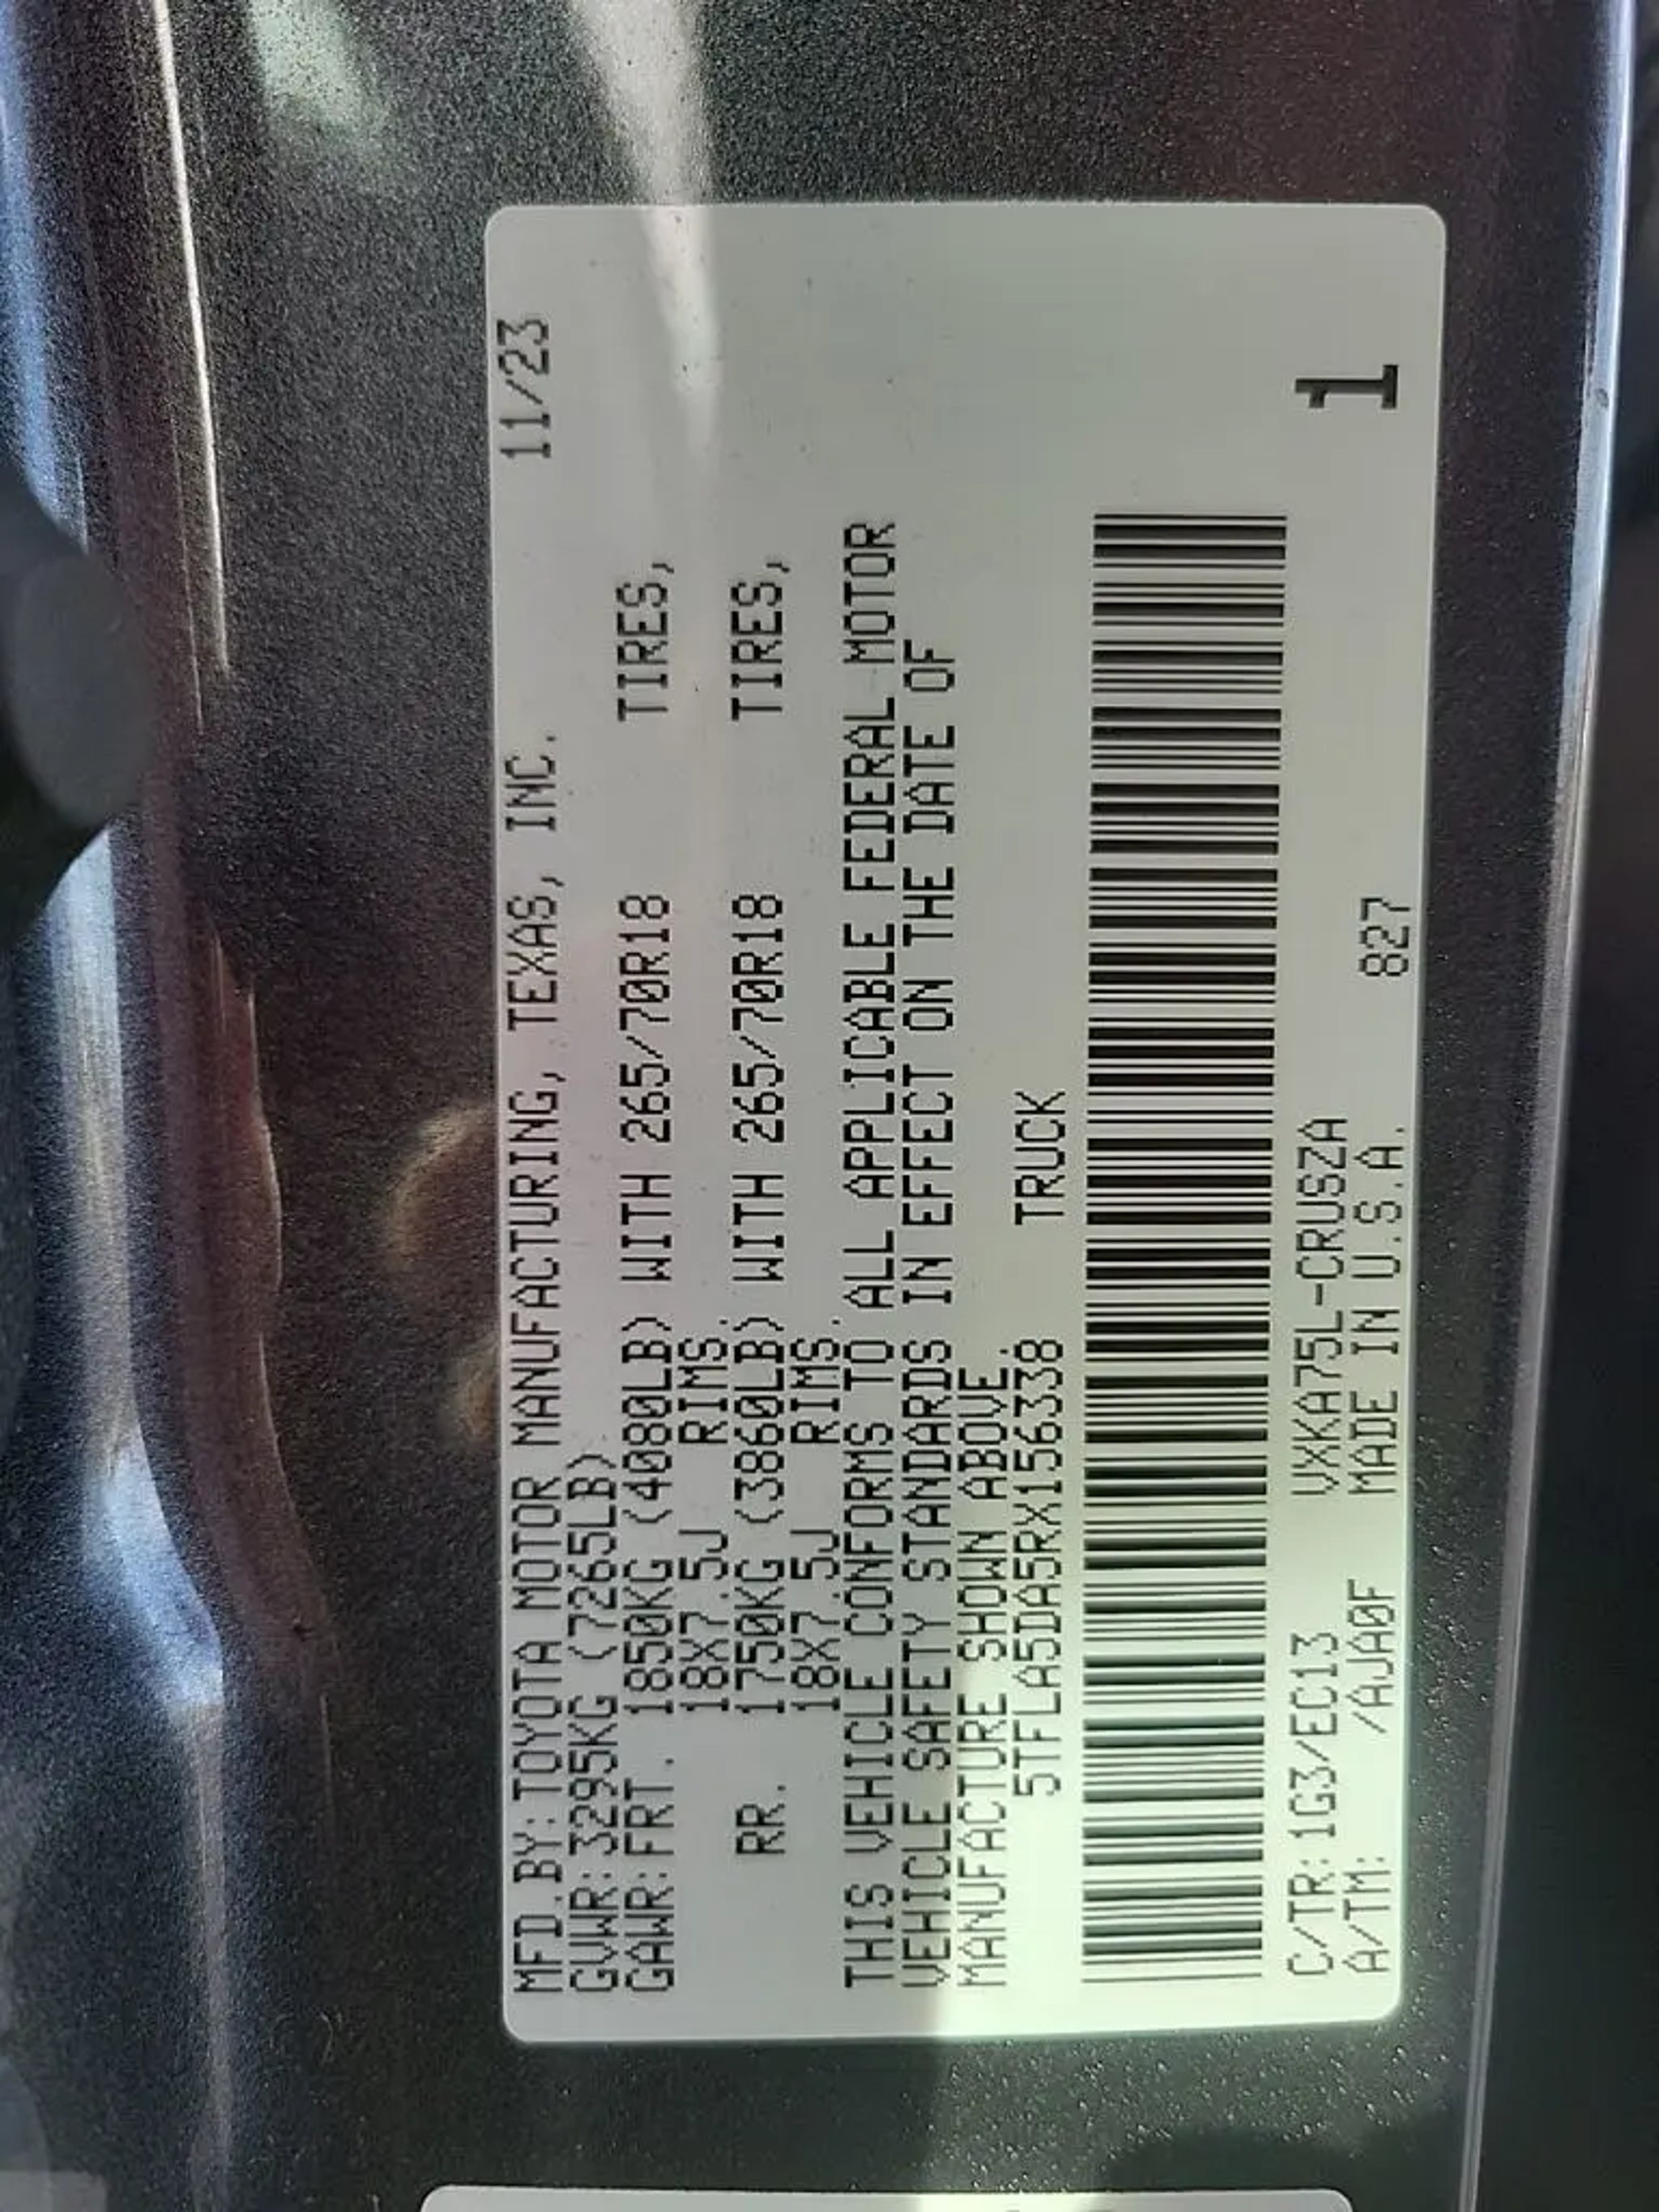 MFD.BY:TOYOTA MOTOR MANUFACTURING, TEXAS, INC. 11/23
GVWR:3295KG (7265LB)
GAWR:FRT. 1850KG (4080LB) WITH 265/70R18 TIRES,
18X7.5J RIMS.
RR. 1750KG (3860LB) WITH 265/70R18 TIRES,
18X7.5J RIMS.
THIS VEHICLE CONFORMS TO ALL APPLICABLE FEDERAL MOTOR
VEHICLE SAFETY STANDARDS IN EFFECT ON THE DATE OF
MANUFACTURE SHOWN ABOVE.
5TFLA5DA5RX156338 TRUCK
C/TR:1G3/EC13 VXKA75L-CRUSZA 1
A/TM: /AJA0F MADE IN U.S.A. 827